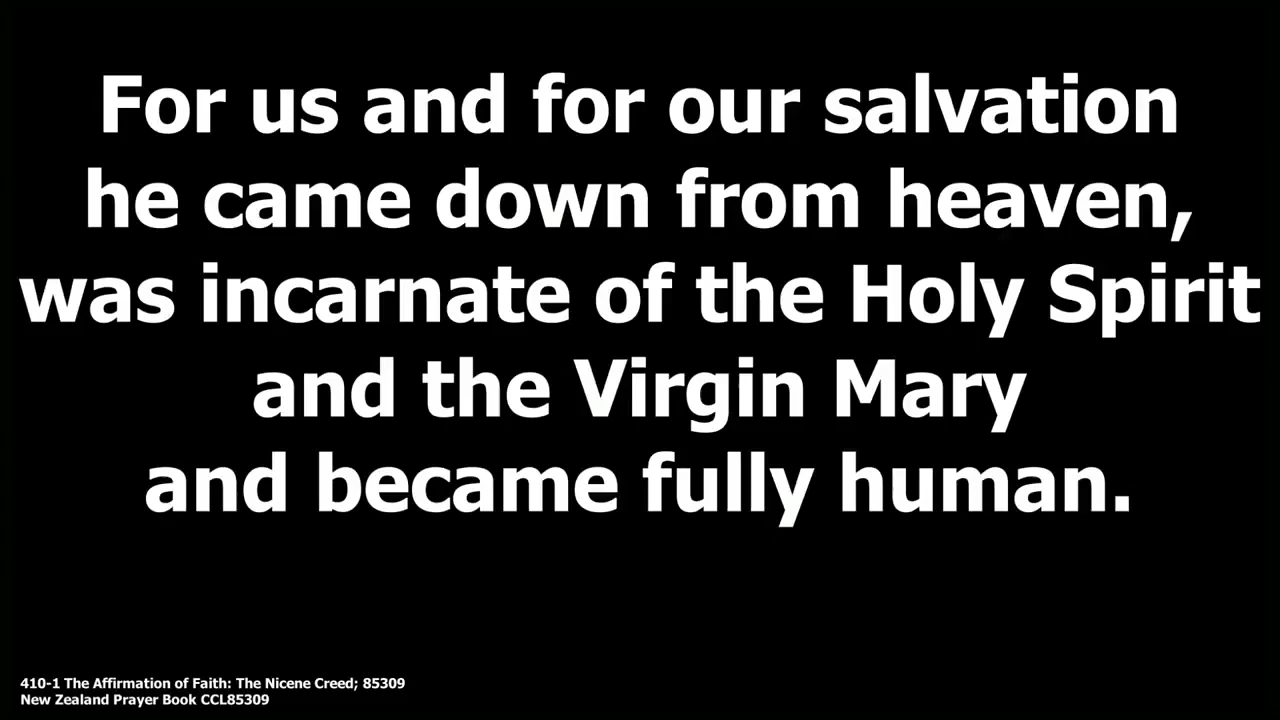 For us and for our salvation
he came down from heaven,
was incarnate of the Holy Spirit
and the Virgin Mary
and became fully human.
410-1 The Affirmation of Faith: The Nicene Creed; 85309
New Zealand Prayer Book CCL85309